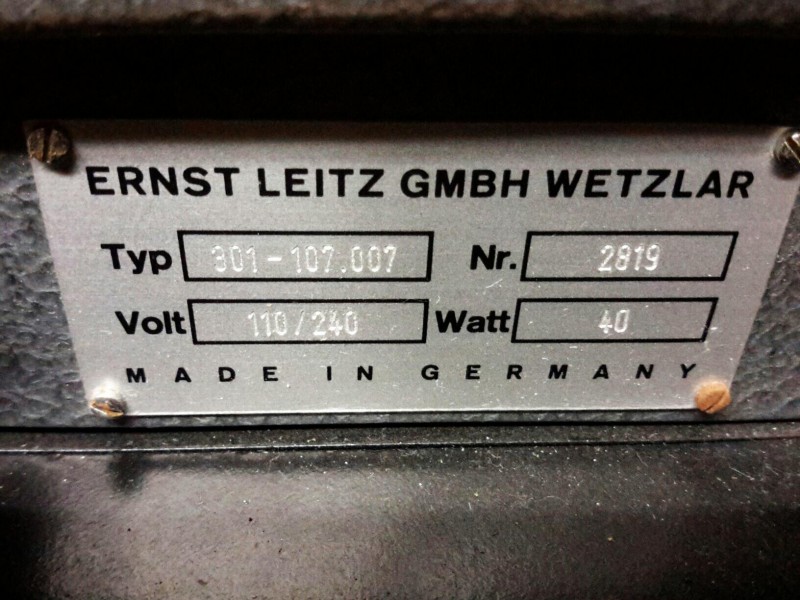 ERNST LEITZ GMBH WETZLAR
Typ 301-107.007 Nr. 2819
Volt 110/240 Watt 40
MADE IN GERMANY